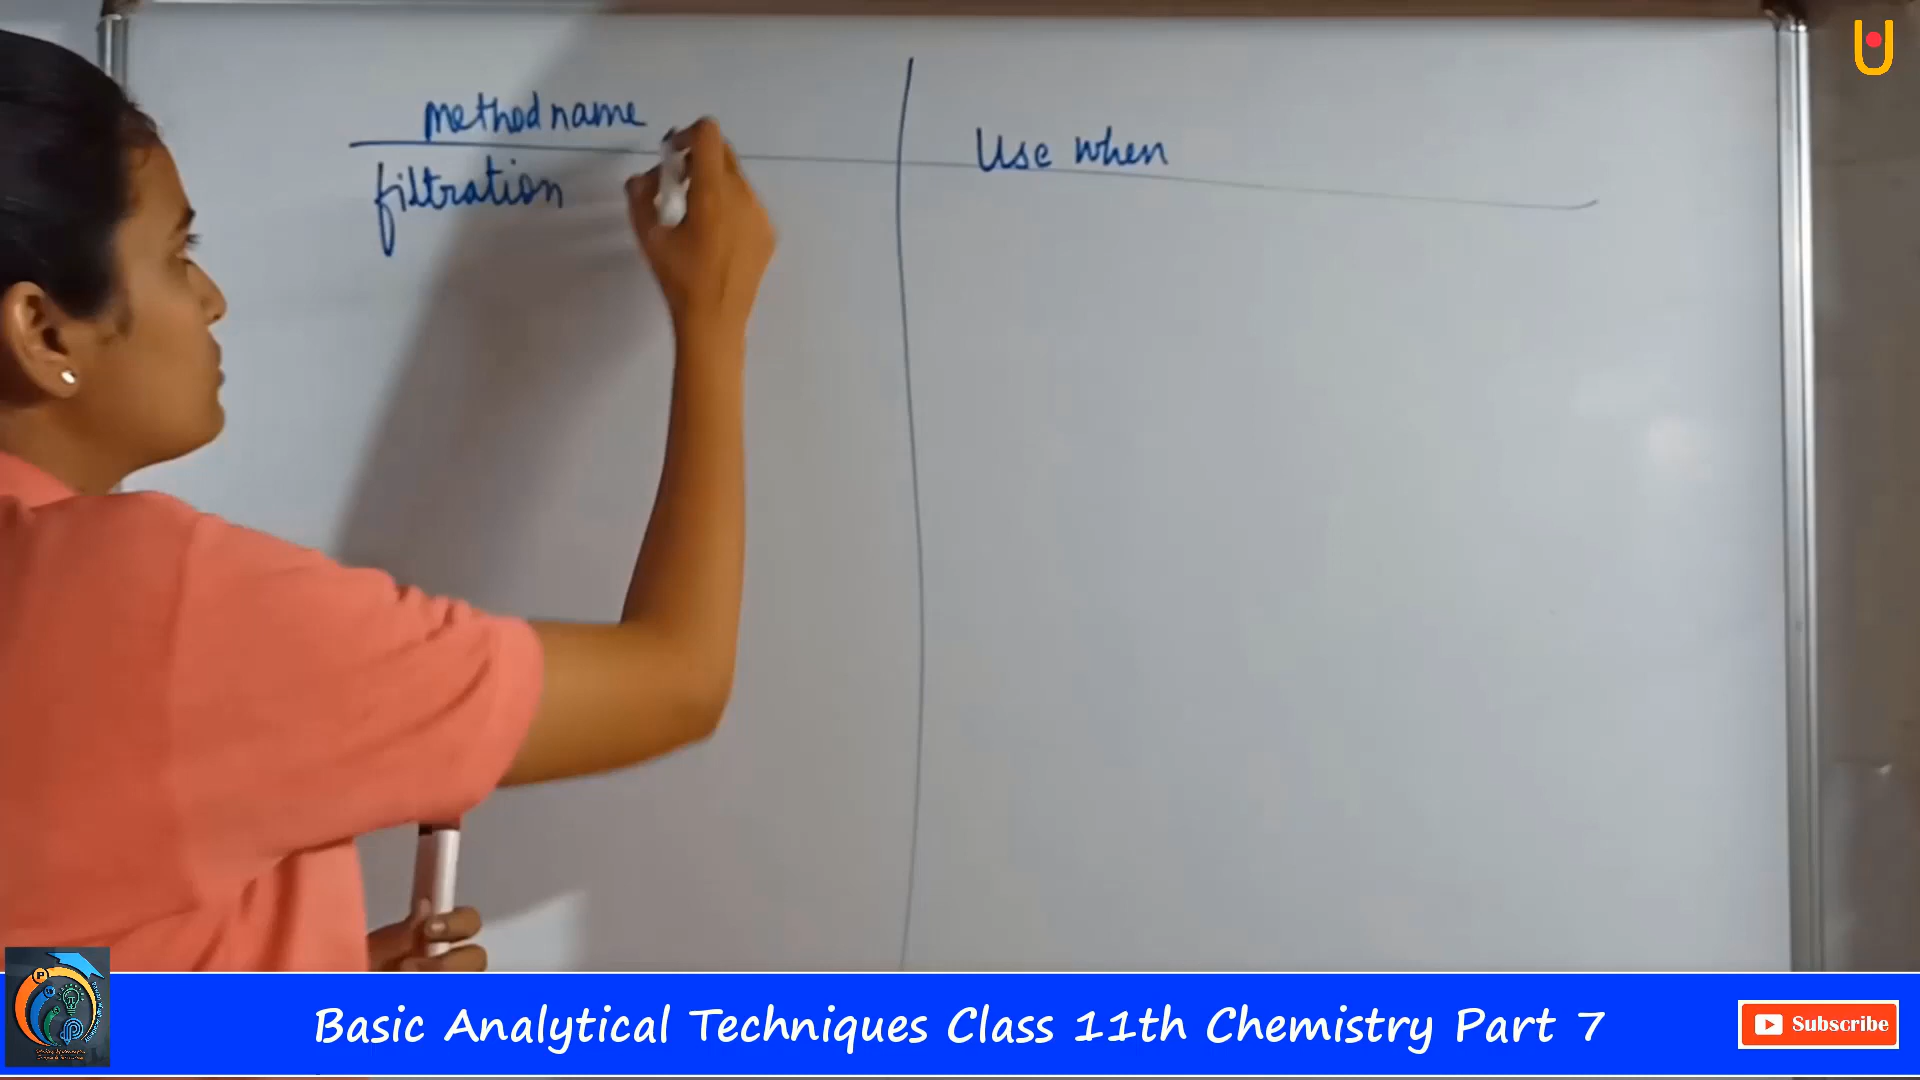 Method name
Use when
filtration
Basic Analytical Techniques Class 11th Chemistry Part 7
Subscribe